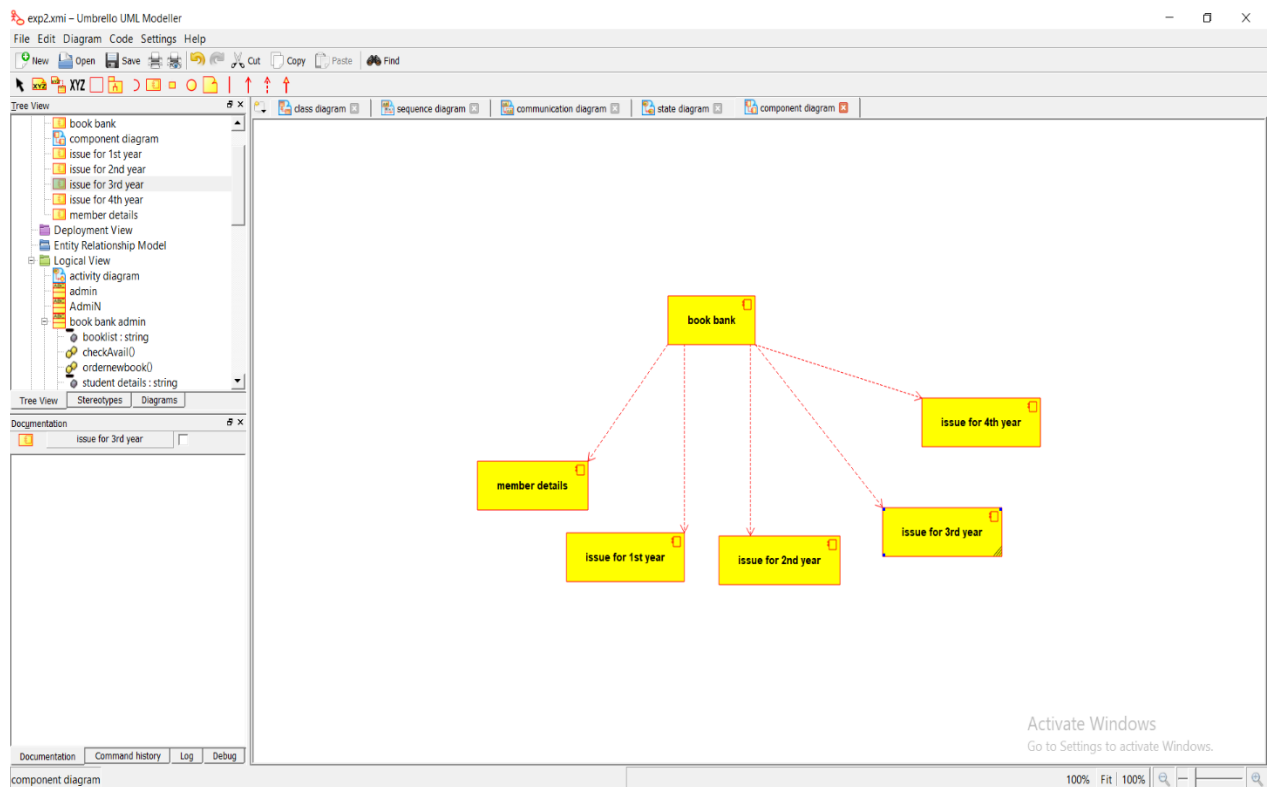 exp2.xmi – Umbrello UML Modeller
File Edit Diagram Code Settings Help
New Open Save Cut Copy Paste Find
XYZ XYZ
Tree View
class diagram sequence diagram communication diagram state diagram component diagram
book bank
component diagram
issue for 1st year
issue for 2nd year
issue for 3rd year
issue for 4th year
member details
Deployment View
Entity Relationship Model
Logical View
activity diagram
admin
AdmiN
book bank admin
booklist : string
checkAvail()
ordernewbook()
student details : string
Tree View Stereotypes Diagrams
Documentation
issue for 3rd year
book bank
issue for 4th year
member details
issue for 3rd year
issue for 1st year
issue for 2nd year
Activate Windows
Go to Settings to activate Windows.
Documentation Command history Log Debug
component diagram
100% Fit 100%